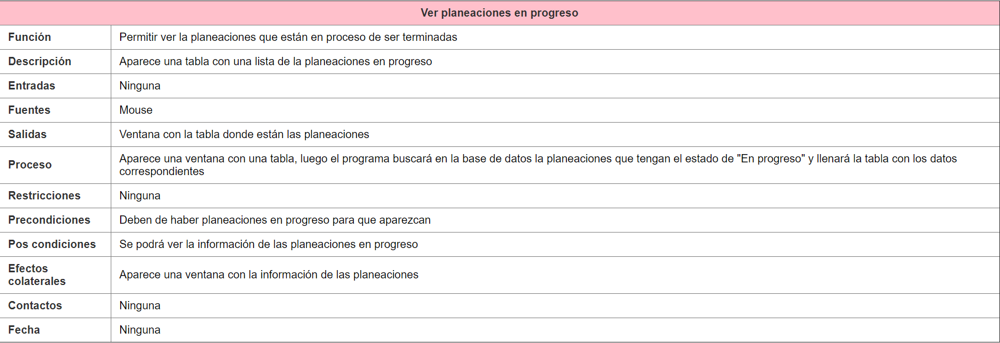 Ver planeaciones en progreso
Función Permitir ver la planeaciones que están en proceso de ser terminadas
Descripción Aparece una tabla con una lista de la planeaciones en progreso
Entradas Ninguna
Fuentes Mouse
Salidas Ventana con la tabla donde están las planeaciones
Proceso Aparece una ventana con una tabla, luego el programa buscará en la base de datos la planeaciones que tengan el estado de "En progreso" y llenará la tabla con los datos
correspondientes
Restricciones Ninguna
Precondiciones Deben de haber planeaciones en progreso para que aparezcan
Pos condiciones Se podrá ver la información de las planeaciones en progreso
Efectos
colaterales Aparece una ventana con la información de las planeaciones
Contactos Ninguna
Fecha Ninguna